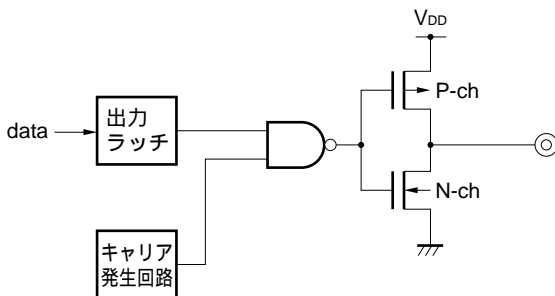 VDD
P-ch
data
出力
ラッチ
N-ch
キャリア
発生回路